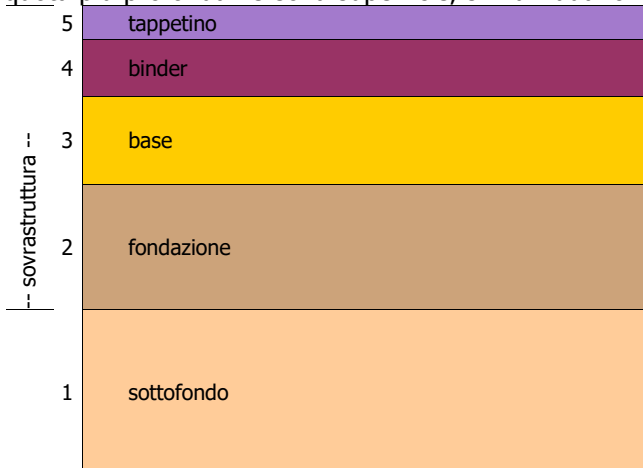 5 tappetino
4 binder
3 base
-- sovrastruttura --
2 fondazione
1 sottofondo